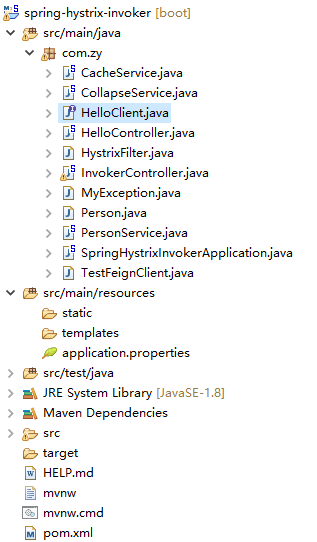 spring-hystrix-invoker [boot]
src/main/java
com.zy
CacheService.java
CollapseService.java
HelloClient.java
HelloController.java
HystrixFilter.java
InvokerController.java
MyException.java
Person.java
PersonService.java
SpringHystrixInvokerApplication.java
TestFeignClient.java
src/main/resources
static
templates
application.properties
src/test/java
JRE System Library [JavaSE-1.8]
Maven Dependencies
src
target
HELP.md
mvnw
mvnw.cmd
pom.xml